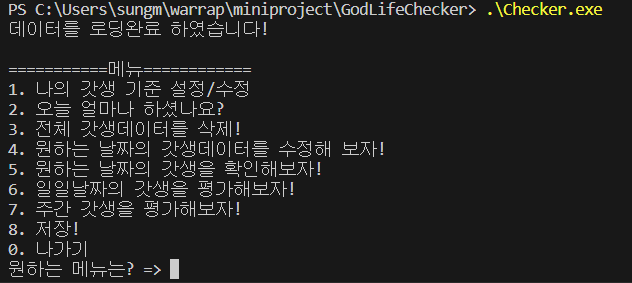 PS C:\Users\sungm\warrap\miniproject\GodLifeChecker> .\Checker.exe
데이터를 로딩완료 하였습니다!
===========메뉴============
1. 나의 갓생 기준 설정/수정
2. 오늘 얼마나 하셨나요?
3. 전체 갓생데이터를 삭제!
4. 원하는 날짜의 갓생데이터를 수정해 보자!
5. 원하는 날짜의 갓생을 확인해보자!
6. 일일날짜의 갓생을 평가해보자!
7. 주간 갓생을 평가해보자!
8. 저장!
0. 나가기
원하는 메뉴는? =>